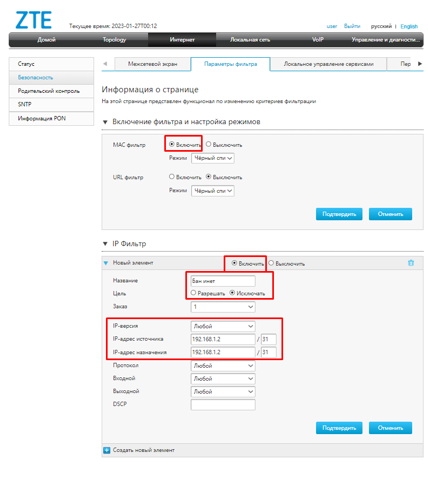 ZTE
Текущее время: 2023-01-27T00:12
user Выйти русский | English
Домой Topology Интернет Локальная сеть VoIP Управление и диагности...
Статус
Безопасность
Родительский контроль
SNTP
Информация PON
Межсетевой экран Параметры фильтра Локальное управление сервисами Пер
Информация о странице
На этой странице представлен функционал по изменению критериев фильтрации
Включение фильтра и настройка режимов
MAC фильтр Включить Выключить
Режим Чёрный спи
URL фильтр Включить Выключить
Режим Чёрный спи
Подтвердить Отменить
IP Фильтр
Новый элемент Включить Выключить
Название Бан инет
Цель Разрешать Исключать
Заказ 1
IP-версия Любой
IP-адрес источника 192.168.1.2 / 31
IP-адрес назначения 192.168.1.2 / 31
Протокол Любой
Входной Любой
Выходной Любой
DSCP
Подтвердить Отменить
Создать новый элемент